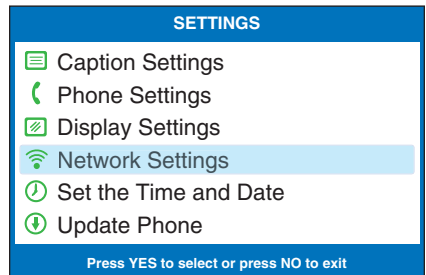 SETTINGS
Caption Settings
Phone Settings
Display Settings
Network Settings
Set the Time and Date
Update Phone
Press YES to select or press NO to exit